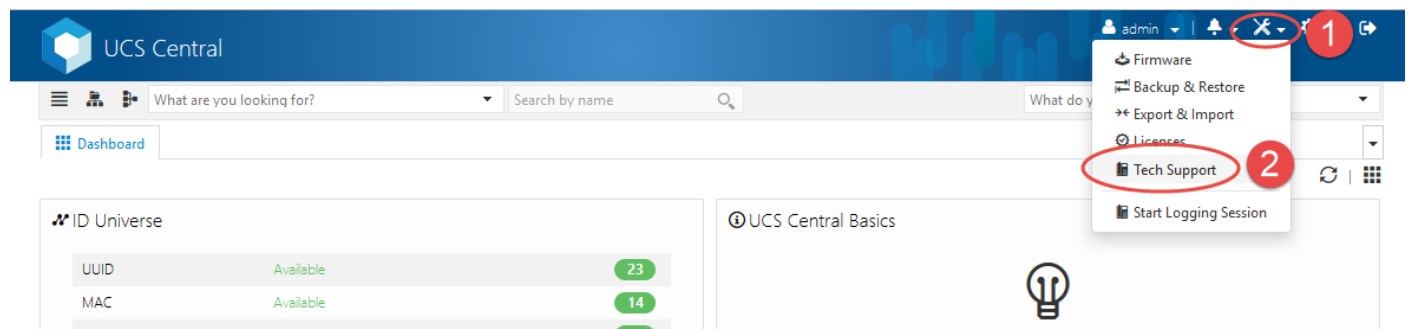 UCS Central
admin
1
Firmware
Backup & Restore
Export & Import
Licenses
Tech Support
2
Start Logging Session
What are you looking for?
Search by name
What do y
Dashboard
ID Universe
UUID Available 23
MAC Available 14
UCS Central Basics